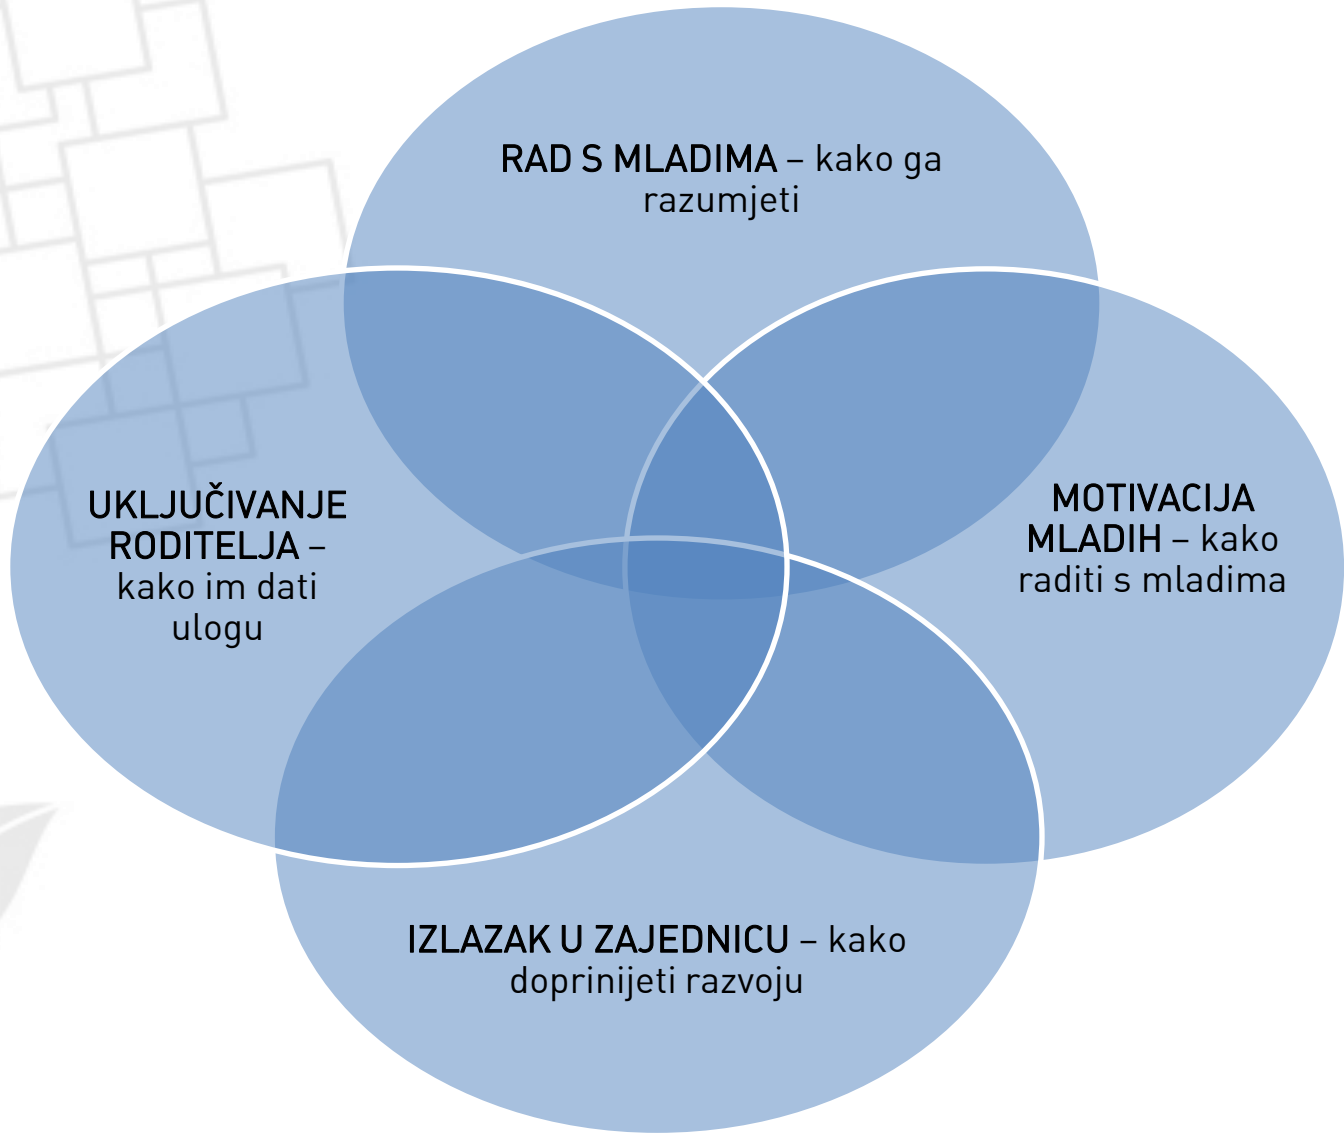 RAD S MLADIMA – kako ga
razumjeti
UKLJUČIVANJE
RODITELJA –
kako im dati
ulogu
MOTIVACIJA
MLADIH – kako
raditi s mladima
IZLAZAK U ZAJEDNICU – kako
doprinijeti razvoju